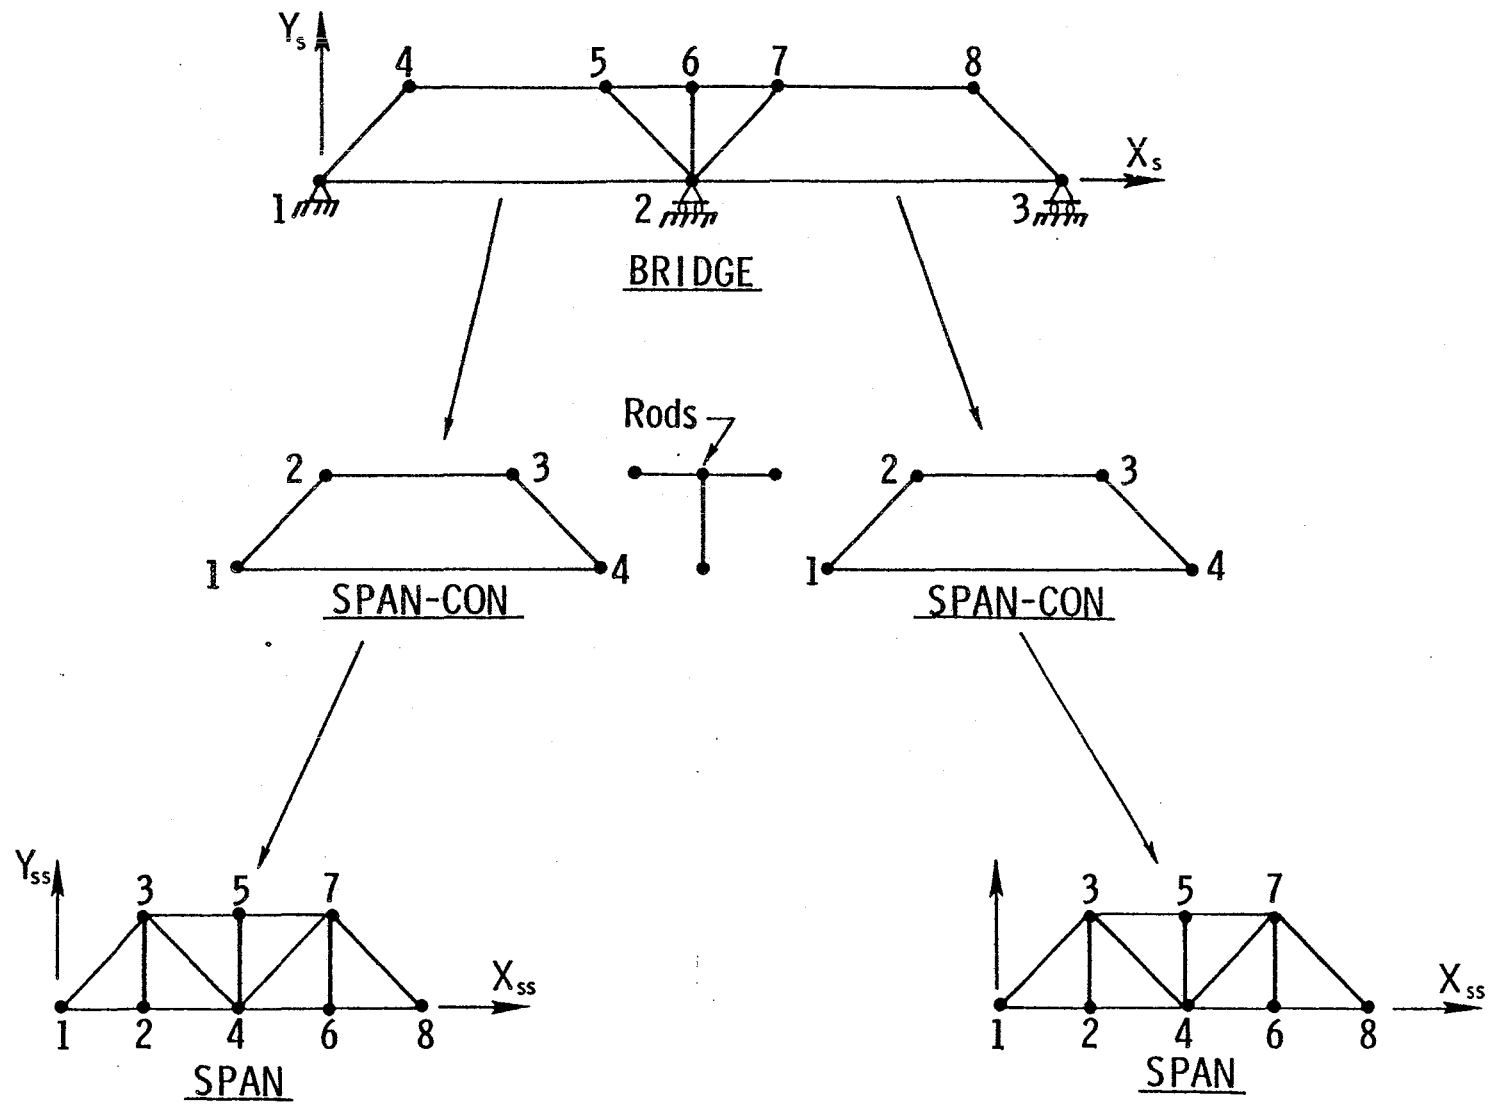 Ys
4 5 6 7 8
Xs
1 2 3
BRIDGE
Rods
2 3 2 3
1 4 1 4
SPAN-CON SPAN-CON
Yss 3 5 7 3 5 7
Xss Xss
1 2 4 6 8 1 2 4 6 8
SPAN SPAN